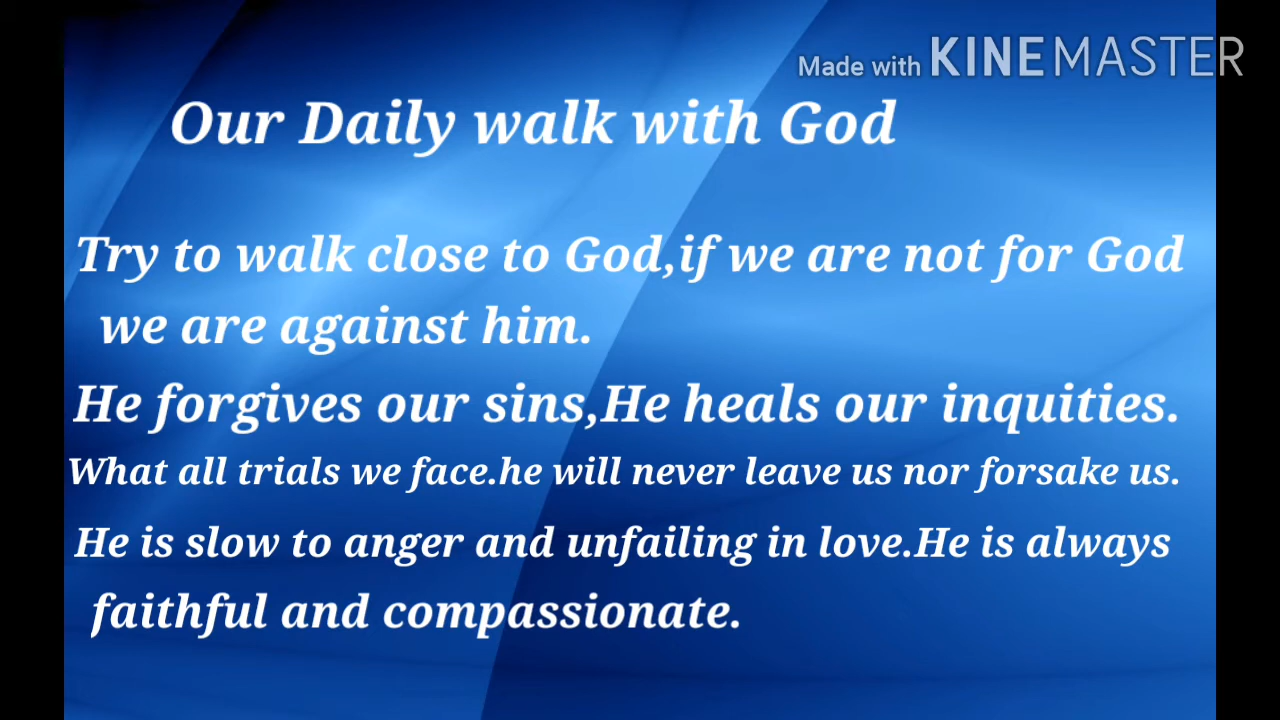 Made with KINEMASTER
Our Daily walk with God
Try to walk close to God,if we are not for God
we are against him.
He forgives our sins,He heals our inquities.
What all trials we face.he will never leave us nor forsake us.
He is slow to anger and unfailing in love.He is always
faithful and compassionate.